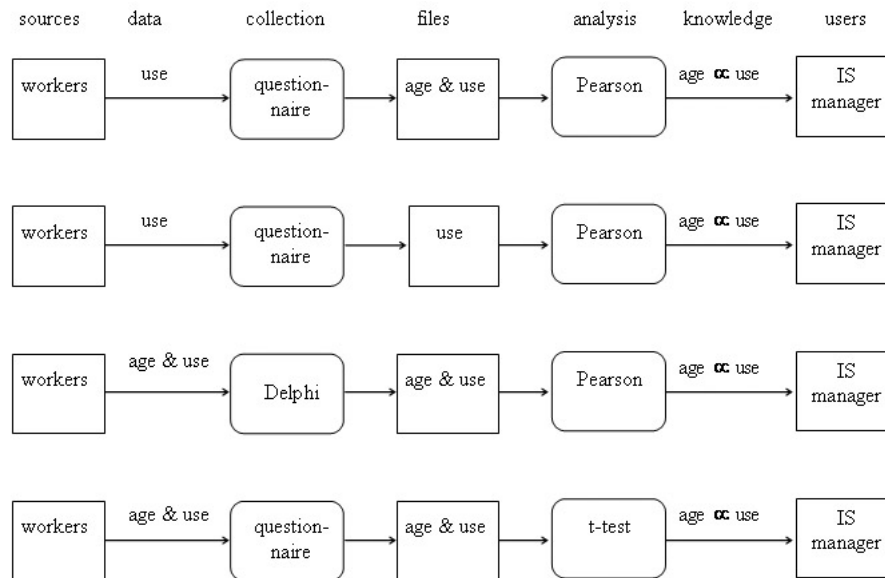 sources data collection files analysis knowledge users
workers use question-
naire age & use Pearson age ∝ use IS
manager
workers use question-
naire use Pearson age ∝ use IS
manager
workers age & use Delphi age & use Pearson age ∝ use IS
manager
workers age & use question-
naire age & use t-test age ∝ use IS
manager